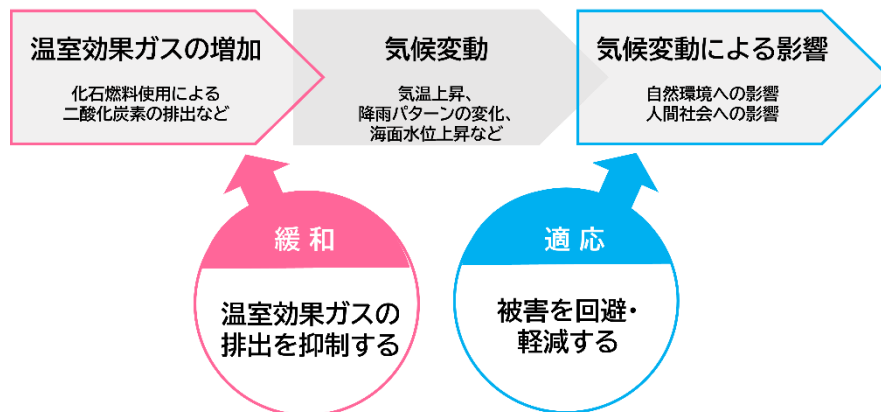 温室効果ガスの増加
化石燃料使用による
二酸化炭素の排出など
気候変動
気温上昇、
降雨パターンの変化、
海面水位上昇など
気候変動による影響
自然環境への影響
人間社会への影響
緩和
温室効果ガスの
排出を抑制する
適応
被害を回避・
軽減する